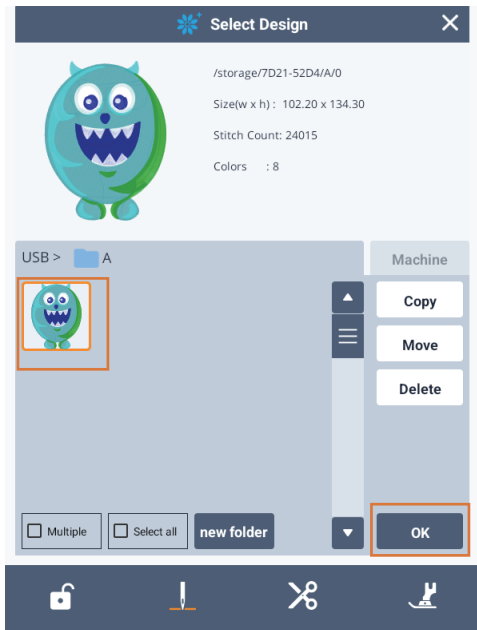 Select Design
/storage/7D21-52D4/A/0
Size(w x h) : 102.20 x 134.30
Stitch Count: 24015
Colors : 8
USB > A
Machine
Copy
Move
Delete
Multiple
Select all
new folder
OK